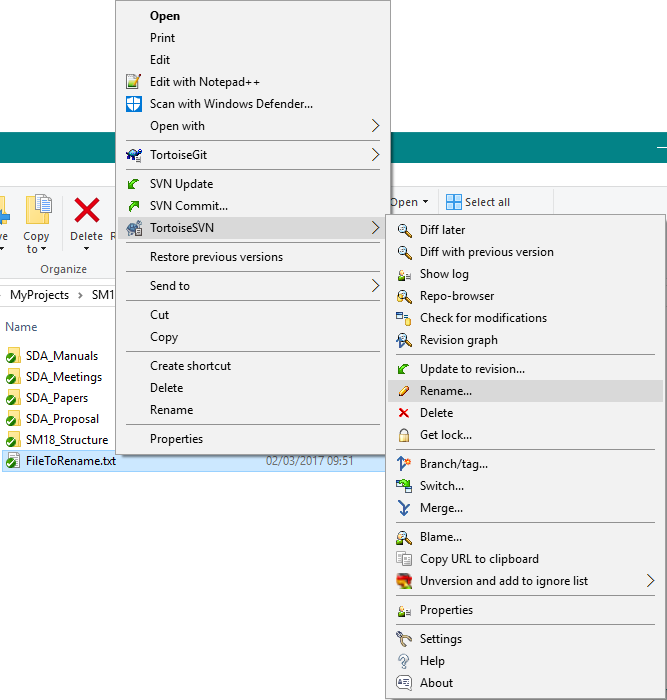 Open
Print
Edit
Edit with Notepad++
Scan with Windows Defender...
Open with
TortoiseGit
SVN Update
SVN Commit...
TortoiseSVN
Restore previous versions
Send to
Cut
Copy
Create shortcut
Delete
Rename
Properties
Copy
to
Delete
Organize
Open
Select all
MyProjects > SM1
Name
SDA_Manuals
SDA_Meetings
SDA_Papers
SDA_Proposal
SM18_Structure
FileToRename.txt 02/03/2017 09:51
Diff later
Diff with previous version
Show log
Repo-browser
Check for modifications
Revision graph
Update to revision...
Rename...
Delete
Get lock...
Branch/tag...
Switch...
Merge...
Blame...
Copy URL to clipboard
Unversion and add to ignore list
Properties
Settings
Help
About